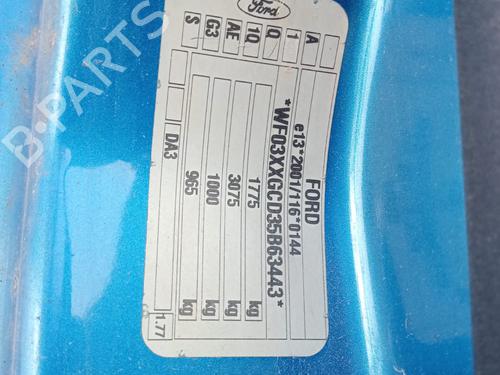 Ford
FORD
e13*2001/116*0144
*WF03XXGCD35B63443*
1775 kg
3075 kg
1000 kg
965 kg
DA3
1.77
A
1
Q
1Q
AE
G3
S
B-Parts